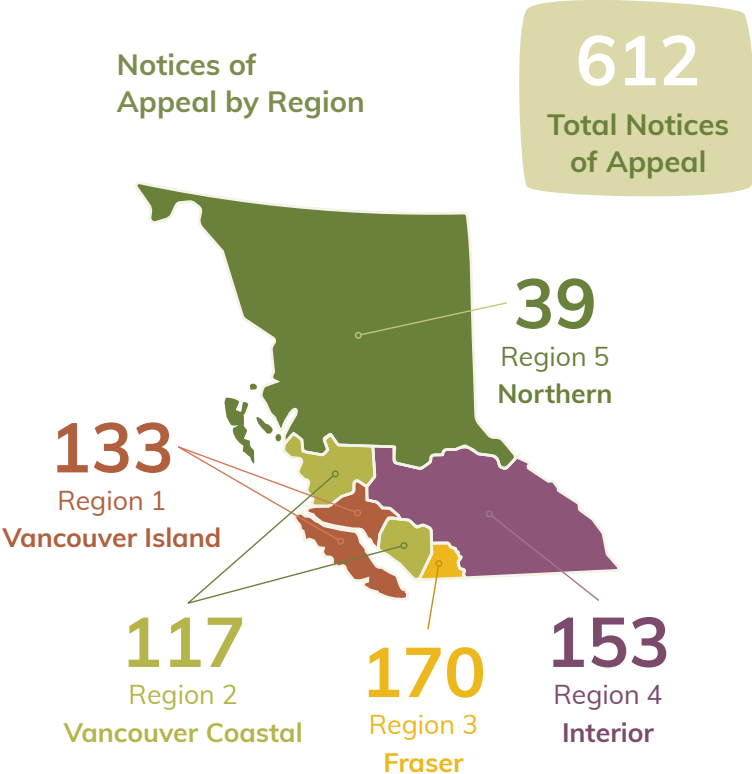 Notices of
Appeal by Region
612
Total Notices
of Appeal
39
Region 5
Northern
133
Region 1
Vancouver Island
117
Region 2
Vancouver Coastal
170
Region 3
Fraser
153
Region 4
Interior